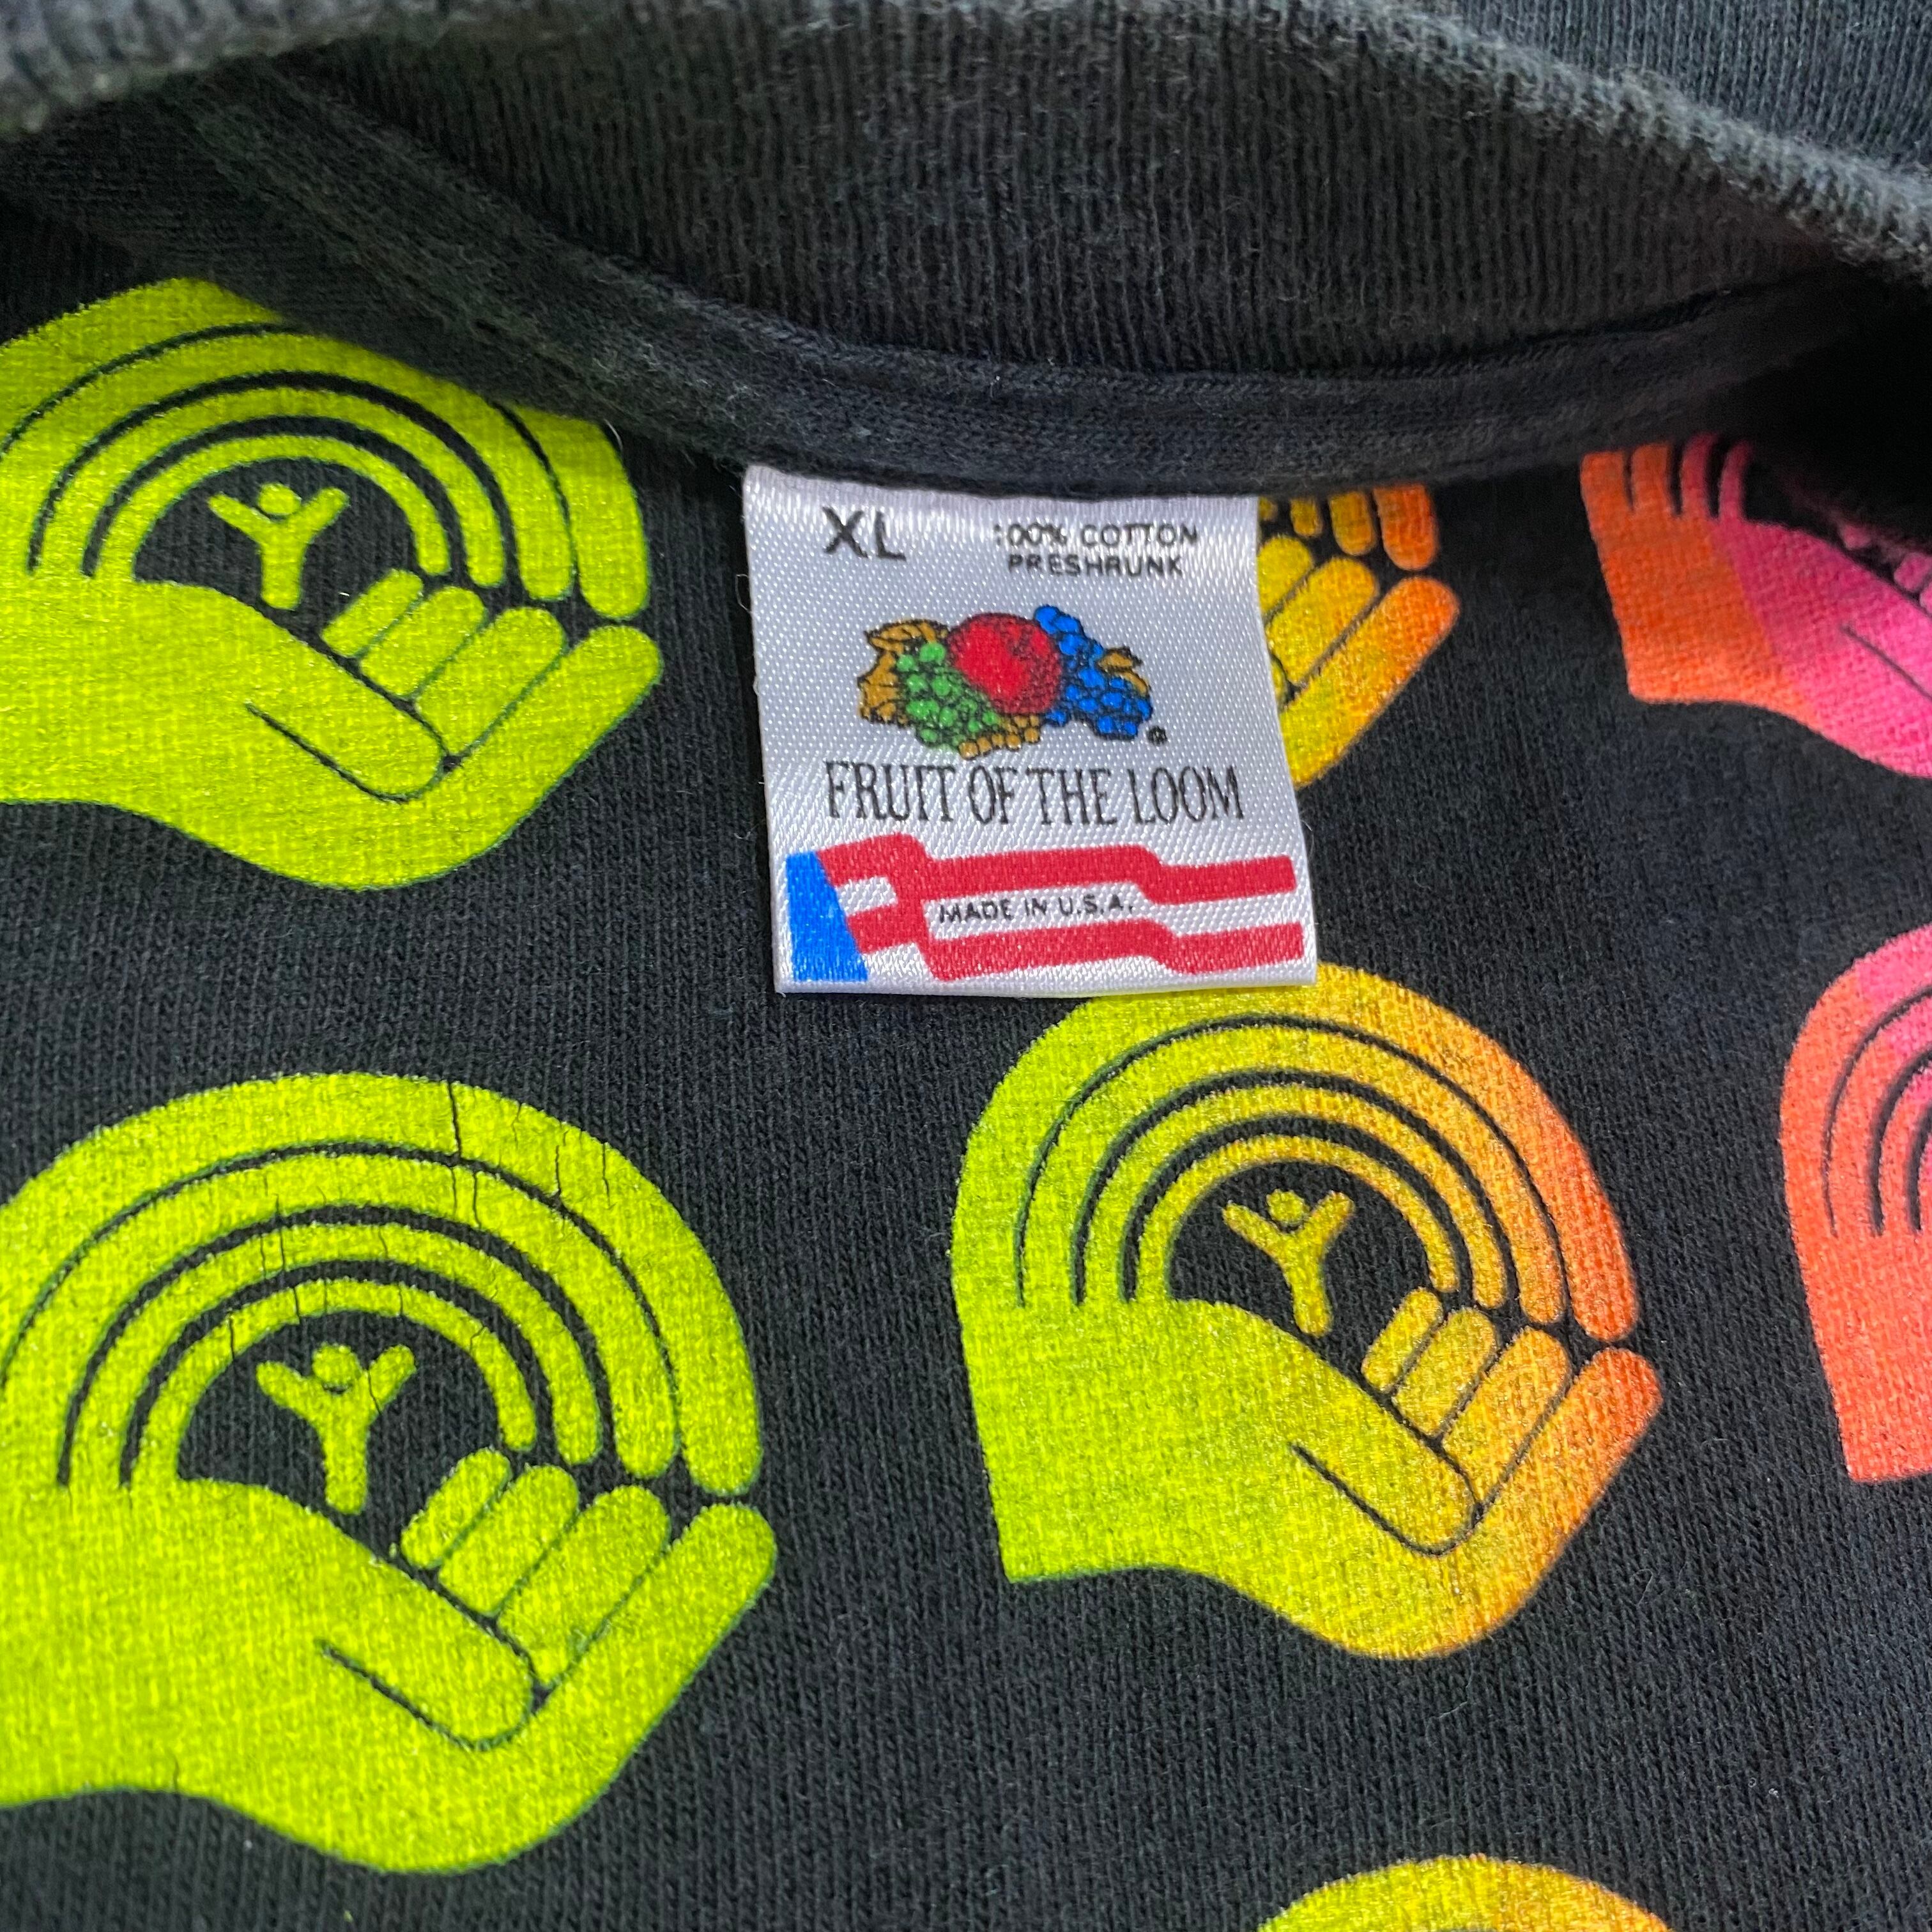 XL
100% COTTON
PRESHRUNK
®
FRUIT OF THE LOOM
MADE IN U.S.A.